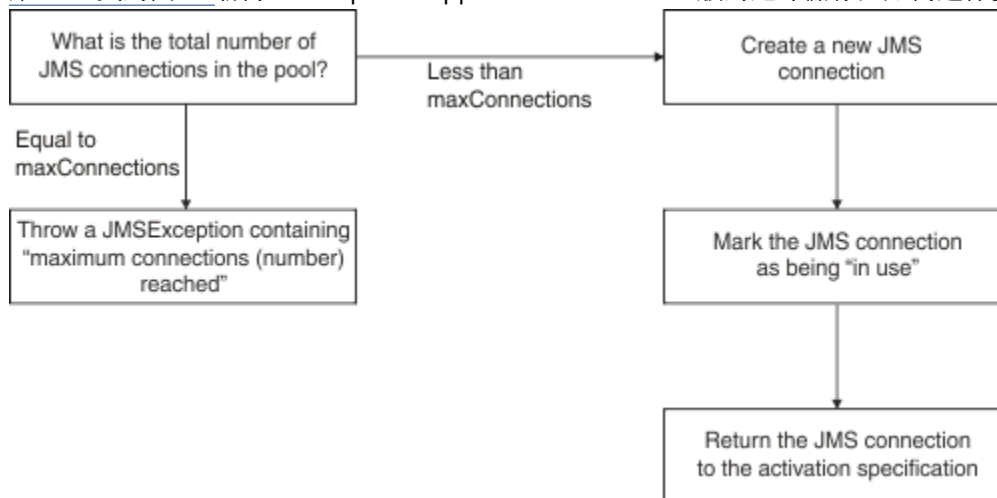 What is the total number of
JMS connections in the pool?
Less than
maxConnections
Create a new JMS
connection
Equal to
maxConnections
Throw a JMSException containing
“maximum connections (number)
reached”
Mark the JMS connection
as being “in use”
Return the JMS connection
to the activation specification